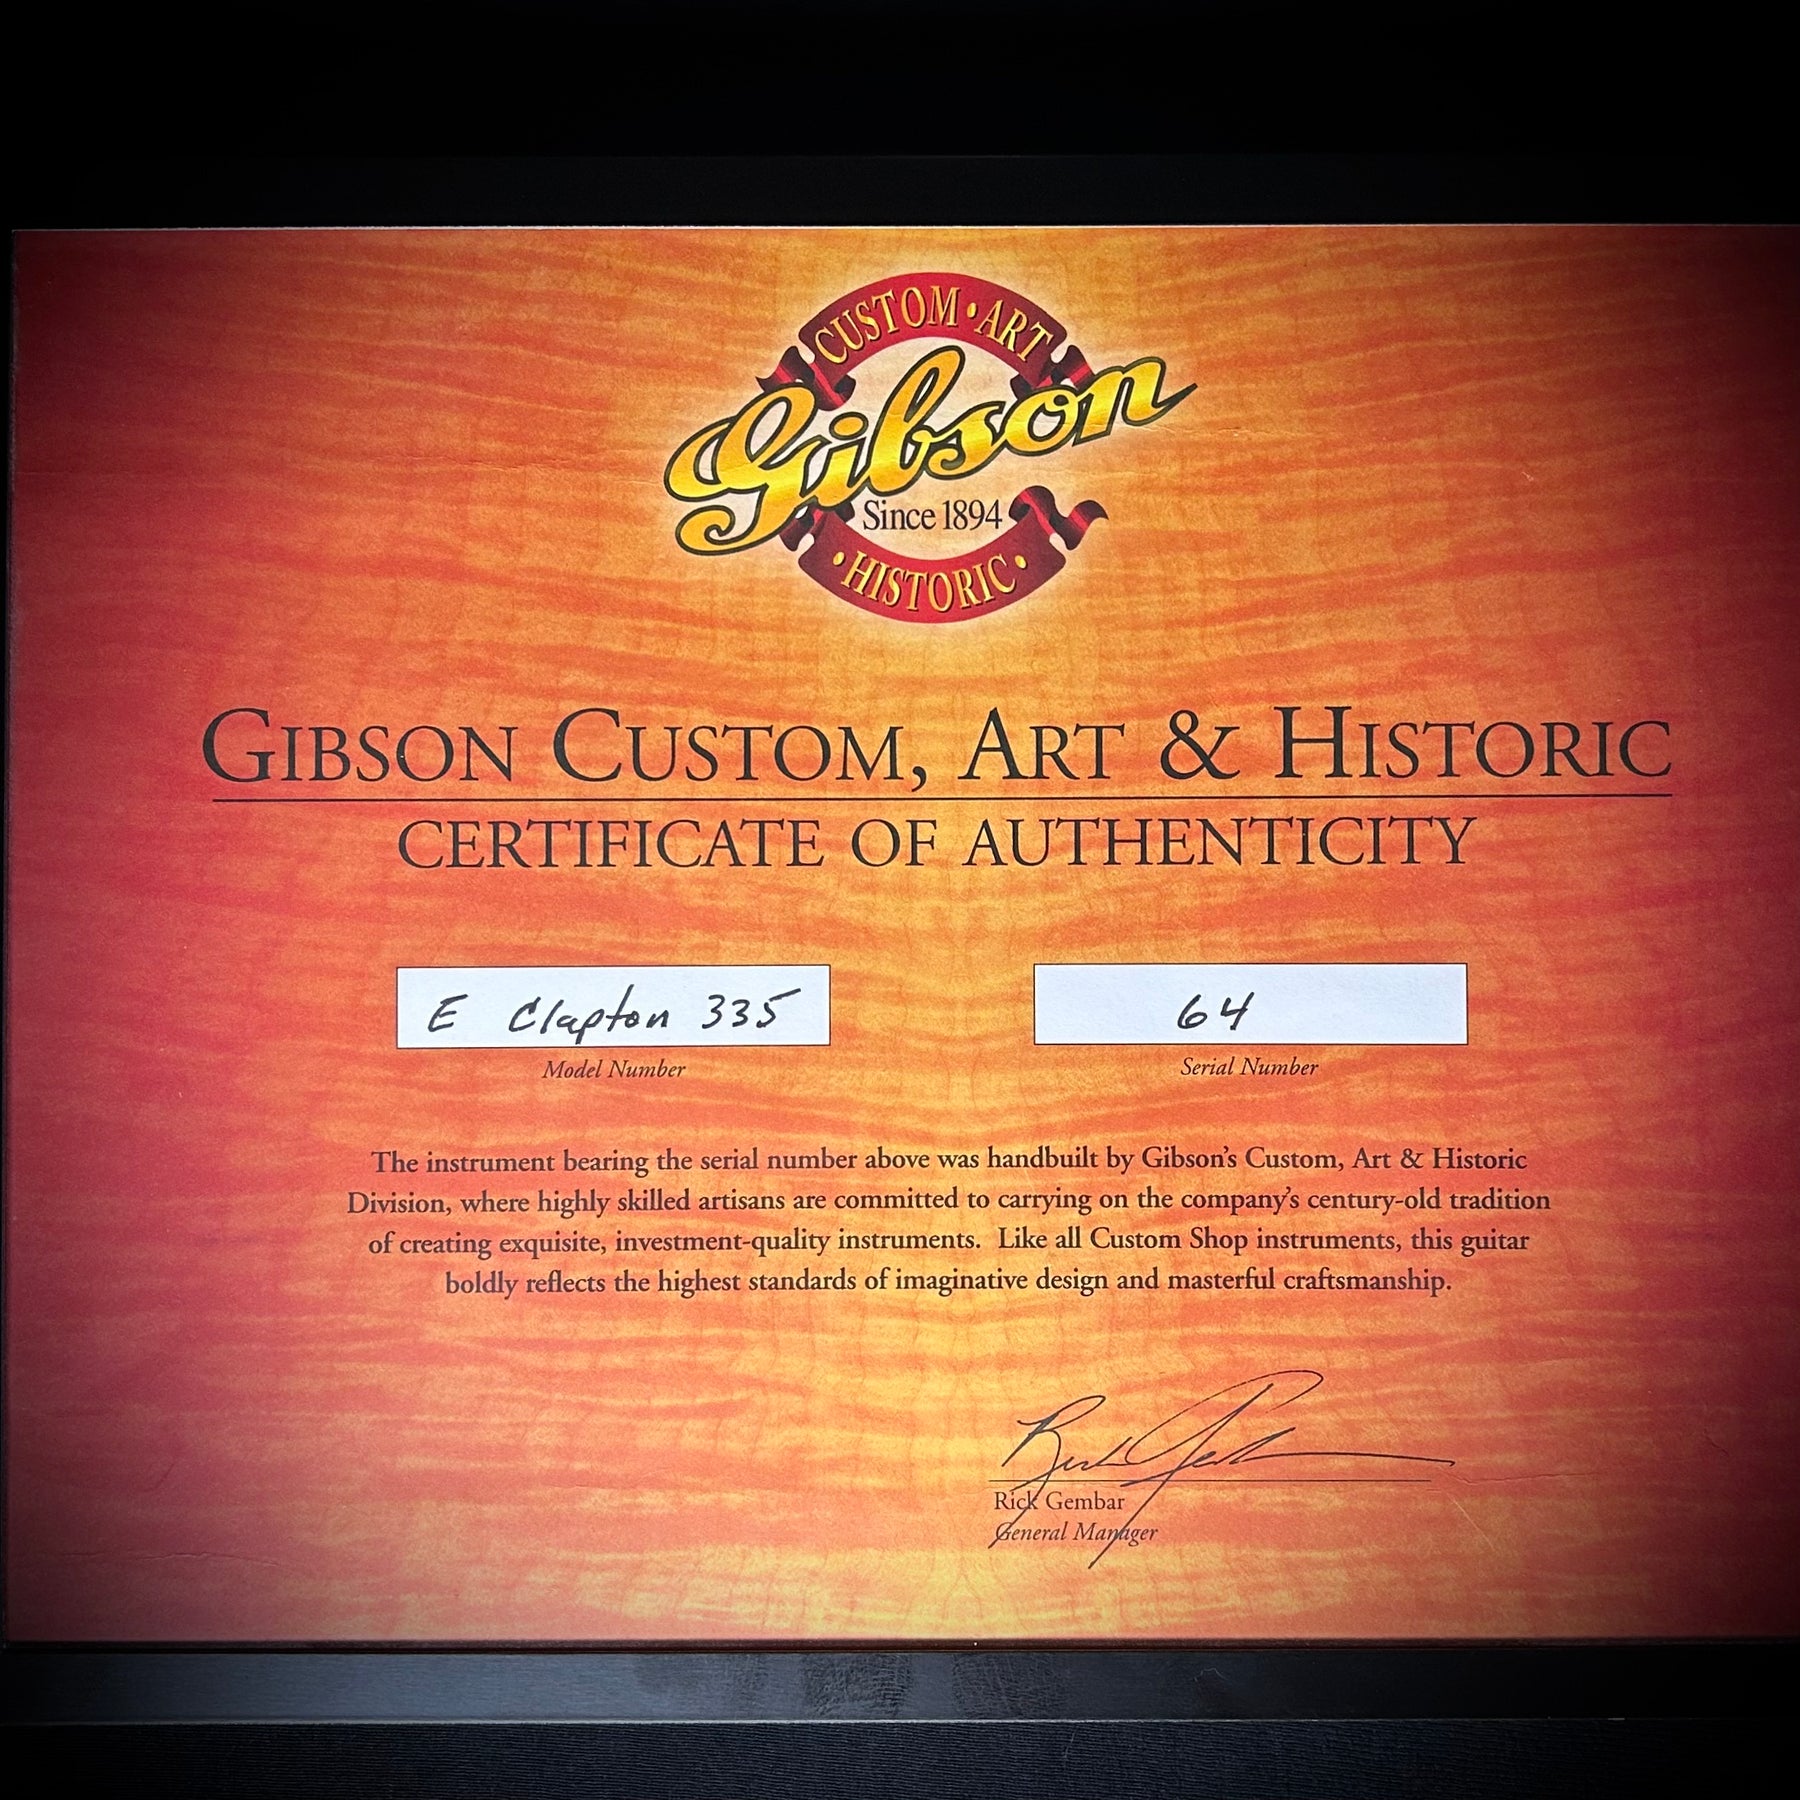 CUSTOM • ART
Gibson
Since 1894
• HISTORIC •
GIBSON CUSTOM, ART & HISTORIC
CERTIFICATE OF AUTHENTICITY
E Clapton 335
Model Number
64
Serial Number
The instrument bearing the serial number above was handbuilt by Gibson's Custom, Art & Historic
Division, where highly skilled artisans are committed to carrying on the company's century-old tradition
of creating exquisite, investment-quality instruments. Like all Custom Shop instruments, this guitar
boldly reflects the highest standards of imaginative design and masterful craftsmanship.
Rick Gembar
General Manager